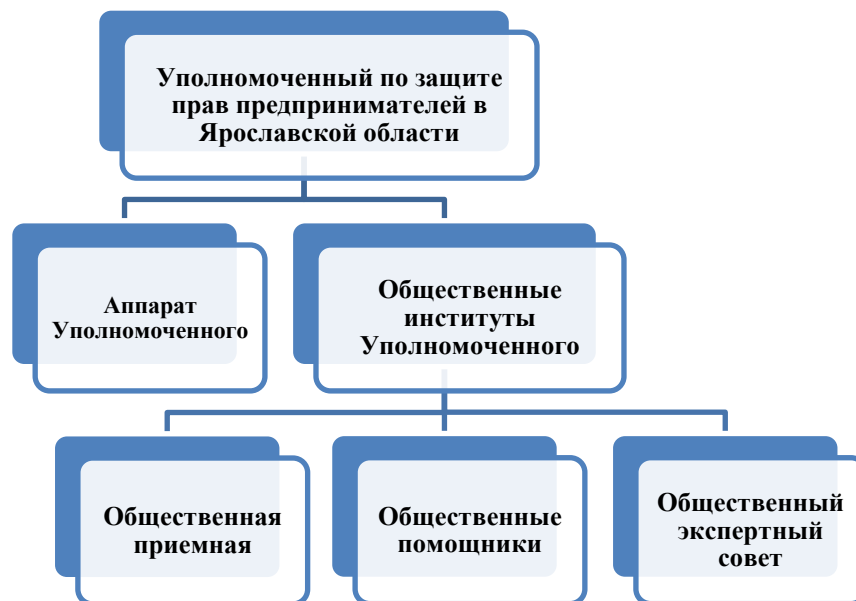 Уполномоченный по защите
прав предпринимателей в
Ярославской области
Аппарат
Уполномоченного
Общественные
институты
Уполномоченного
Общественная
приемная
Общественные
помощники
Общественный
экспертный
совет